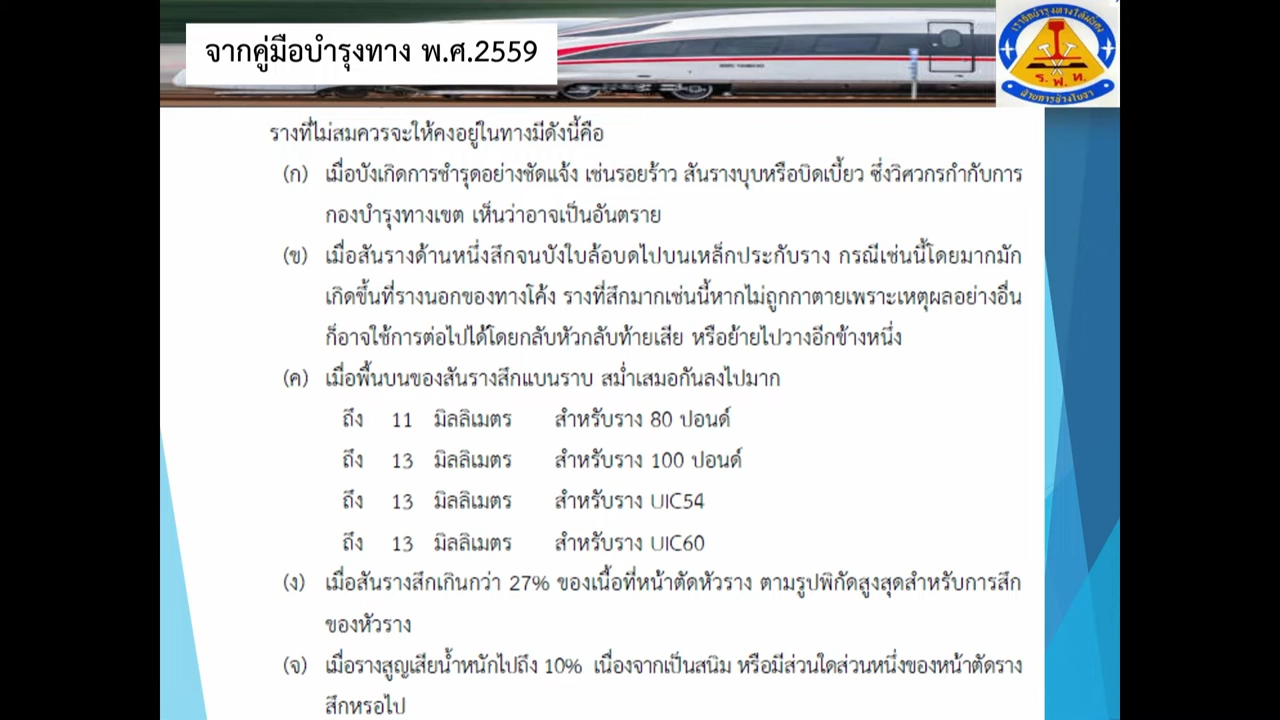 จากคู่มือบำรุงทาง พ.ศ.2559
ร. พ. ท.
ฝ่ายการช่างโยธา
รางที่ไม่สมควรจะให้คงอยู่ในทางมีดังนี้คือ
(ก) เมื่อบังเกิดการชำรุดอย่างชัดแจ้ง เช่นรอยร้าว สันรางบุบหรือบิดเบี้ยว ซึ่งวิศวกรกำกับการ
กองบำรุงทางเขต เห็นว่าอาจเป็นอันตราย
(ข) เมื่อสันรางด้านหนึ่งสึกจนบังใบล้อบดไปบนเหล็กประกับราง กรณีเช่นนี้โดยมากมัก
เกิดขึ้นที่รางนอกของทางโค้ง รางที่สึกมากเช่นนี้หากไม่ถูกกาตายเพราะเหตุผลอย่างอื่น
ก็อาจใช้การต่อไปได้โดยกลับหัวกลับท้ายเสีย หรือย้ายไปวางอีกข้างหนึ่ง
(ค) เมื่อพื้นบนของสันรางสึกแบนราบ สม่ำเสมอกันลงไปมาก
ถึง 11 มิลลิเมตร สำหรับราง 80 ปอนด์
ถึง 13 มิลลิเมตร สำหรับราง 100 ปอนด์
ถึง 13 มิลลิเมตร สำหรับราง UIC54
ถึง 13 มิลลิเมตร สำหรับราง UIC60
(ง) เมื่อสันรางสึกเกินกว่า 27% ของเนื้อที่หน้าตัดหัวราง ตามรูปพิกัดสูงสุดสำหรับการสึก
ของหัวราง
(จ) เมื่อรางสูญเสียน้ำหนักไปถึง 10% เนื่องจากเป็นสนิม หรือมีส่วนใดส่วนหนึ่งของหน้าตัดราง
สึกหรอไป